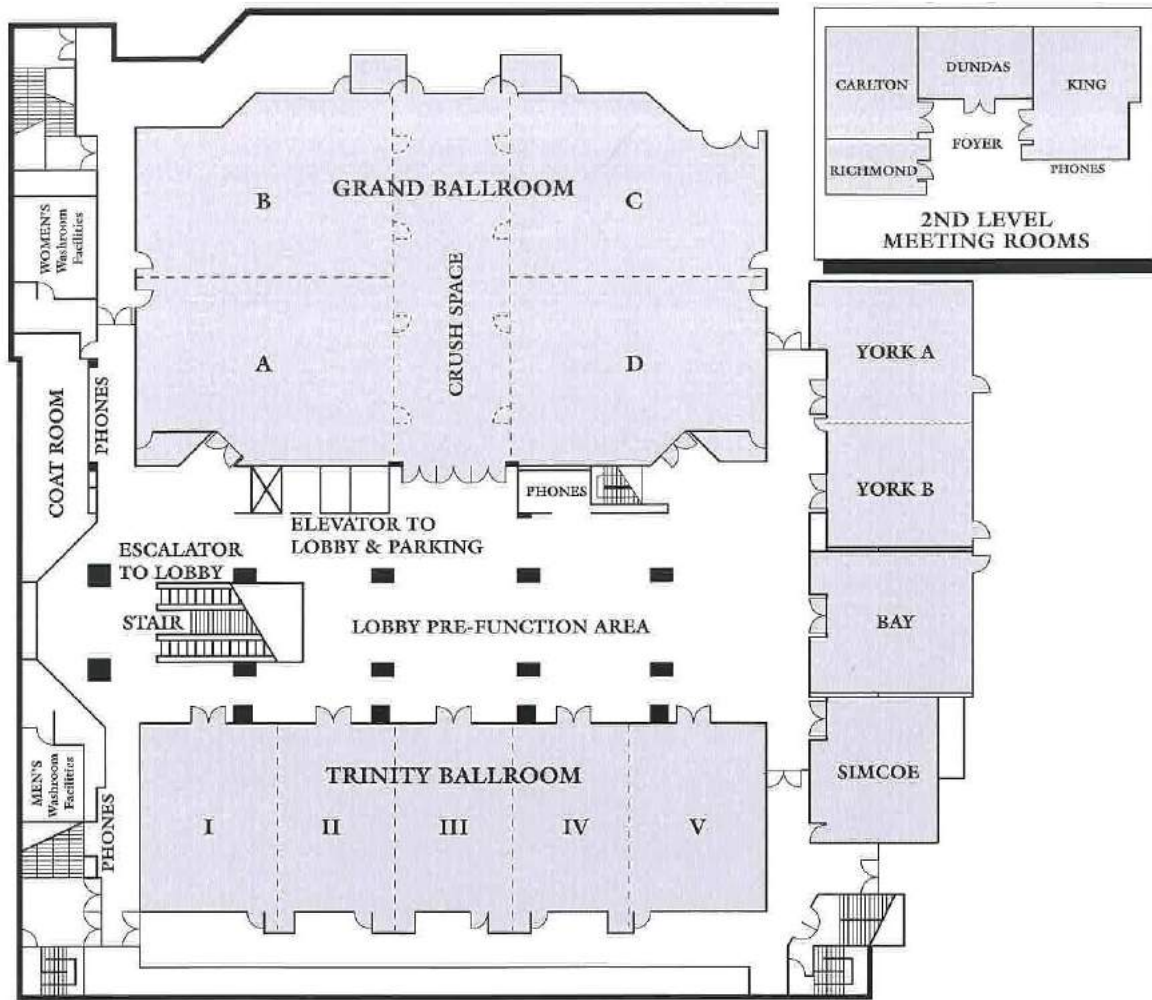 CARLTON
DUNDAS
KING
FOYER
RICHMOND
PHONES
2ND LEVEL
MEETING ROOMS
B
GRAND BALLROOM
C
WOMEN'S
Washroom
Facilities
CRUSH SPACE
A
D
YORK A
COAT ROOM
PHONES
PHONES
YORK B
ELEVATOR TO
LOBBY & PARKING
ESCALATOR
TO LOBBY
STAIR
LOBBY PRE-FUNCTION AREA
BAY
MEN'S
Washroom
Facilities
TRINITY BALLROOM
SIMCOE
PHONES
I
II
III
IV
V